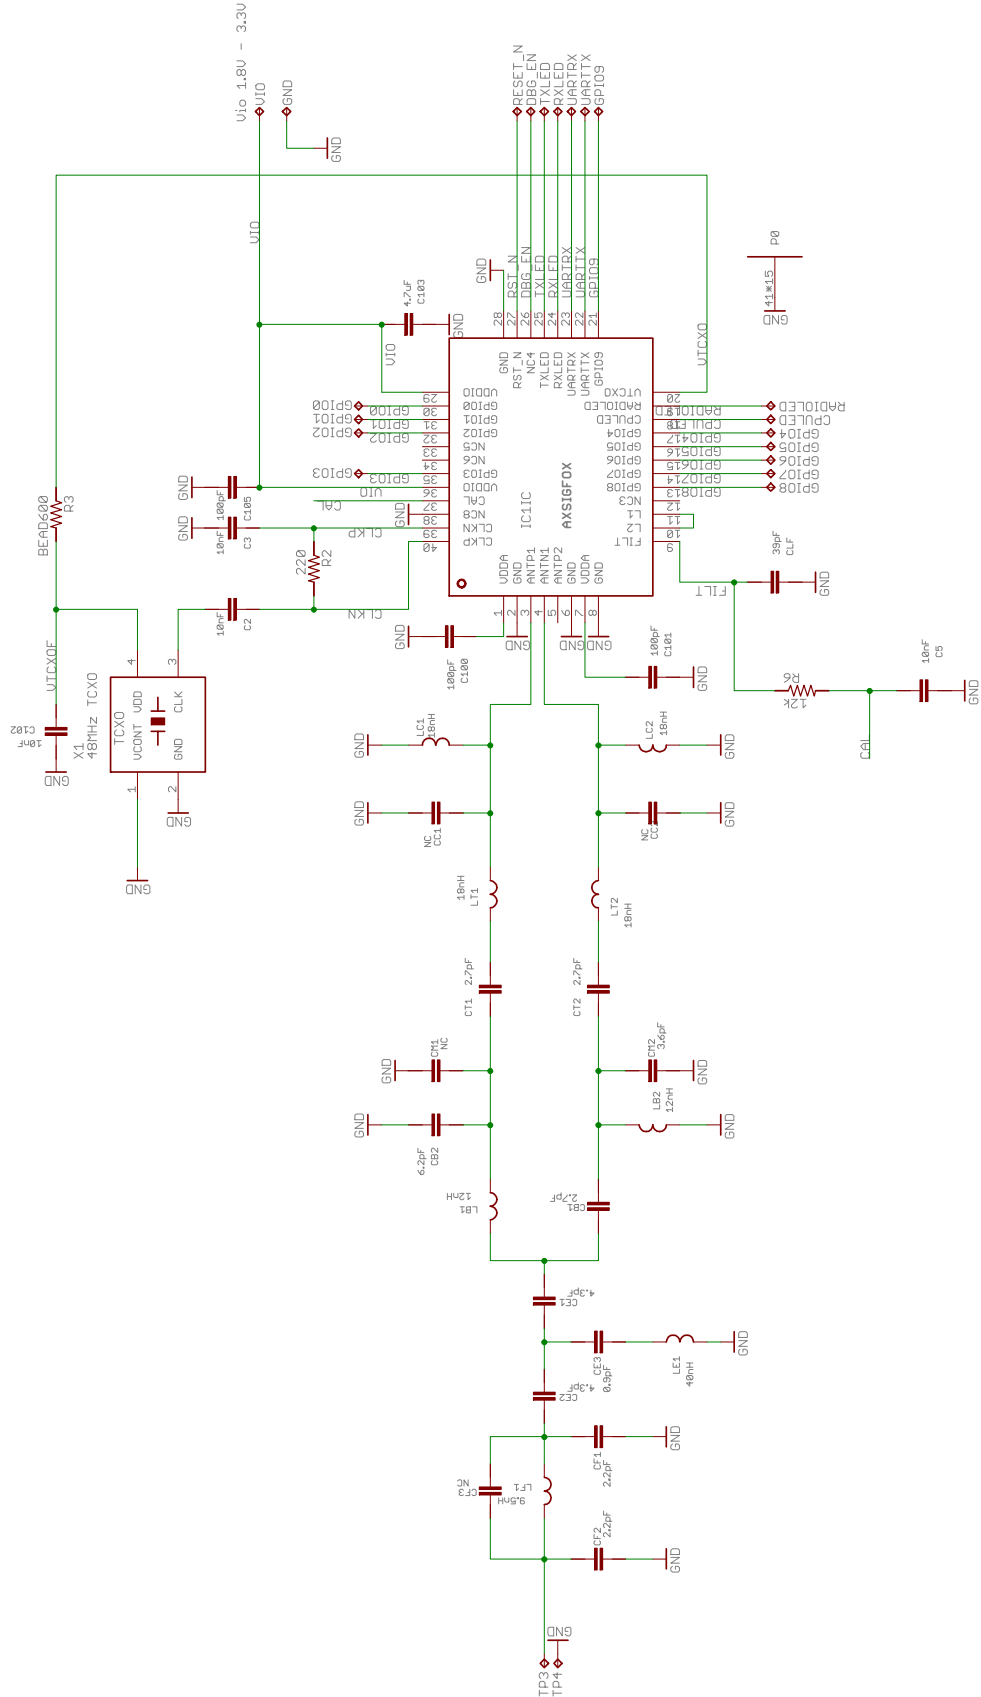 Vio 1.8V - 3.3V
VIO
GND
GND
RESET_N
DBG_EN
TXLED
RXLED
UARTRX
UARTTX
GPIO9
VIO
RST_N
DBG_EN
TXLED
RXLED
UARTRX
UARTTX
GPIO9
GND
28
27
26
25
24
23
22
21
GND
RST_N
NC4
TXLED
RXLED
UARTRX
UARTTX
GPIO9
4.7uF
C103
GND
VIO
P0
41*15
GND
VTCXO
GPIO0
GPIO1
GPIO2
GPIO3
GPIO0
GPIO1
GPIO2
GPIO3
VIO
CAL
GND
CLKP
CLKN
29
30
31
32
33
34
35
36
37
38
39
40
VDDIO
GPIO0
GPIO1
GPIO2
NC5
NC6
GPIO3
VDDIO
CAL
NC8
CLKN
CLKP
IC1IC
AXSIGFOX
VTCXO
RADIOLED
CPULED
GPIO4
GPIO5
GPIO6
GPIO7
GPIO8
NC3
L1
L2
FILT
20
19
18
17
16
15
14
13
12
11
10
9
RADIOLED
CPULED
GPIO4
GPIO5
GPIO6
GPIO7
GPIO8
RADIOLED
CPULED
GPIO4
GPIO5
GPIO6
GPIO7
GPIO8
BEAD600
R3
GND
100pF
C105
GND
10nF
C3
220
R2
10nF
C2
VDDA
GND
ANTP1
ANTN1
ANTP2
GND
VDDA
GND
1
2
3
4
5
6
7
8
GND
GND
GND
GND
100pF
C100
100pF
C101
GND
FILT
39pF
CLF
GND
R6
12k
10nF
C5
GND
CAL
VTCXOF
C102
10nF
GND
X1
48MHz TCXO
TCXO
VCONT
VDD
GND
CLK
4
3
1
2
GND
GND
GND
LC1
18nH
LC2
18nH
GND
GND
NC
CC1
NC
GND
18nH
LT1
LT2
18nH
2.7pF
CT1
2.7pF
CT2
GND
CM1
NC
CM2
3.6pF
GND
GND
6.2pF
CB2
LB2
12nH
GND
12nH
LB1
2.7pF
CB1
4.3pF
CE1
CE3
0.9pF
LE1
40nH
GND
4.3pF
CE2
CF1
2.2pF
GND
NC
CF3
LF1
9.5nH
CF2
2.2pF
GND
GND
TP3
TP4